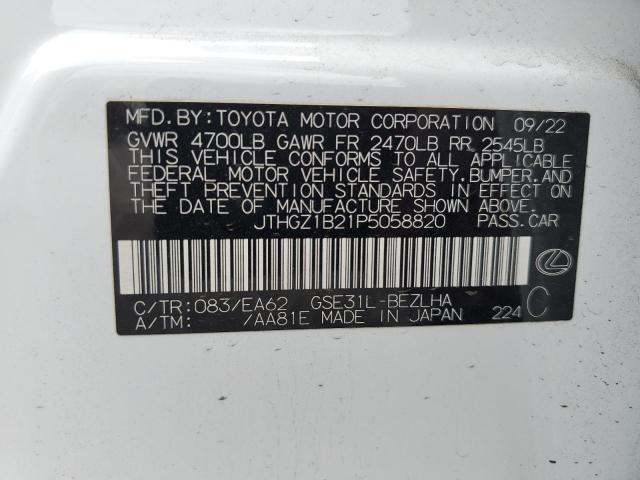 MFD.BY:TOYOTA MOTOR CORPORATION 09/22
GVWR 4700LB GAWR FR 2470LB RR 2545LB
THIS VEHICLE CONFORMS TO ALL APPLICABLE
FEDERAL MOTOR VEHICLE SAFETY,BUMPER,AND
THEFT PREVENTION STANDARDS IN EFFECT ON
THE DATE OF MANUFACTURE SHOWN ABOVE.
JTHGZ1B21P5058820 PASS.CAR
C/TR:083/EA62 GSE31L-BEZLHA
A/TM: /AA81E MADE IN JAPAN 224 C